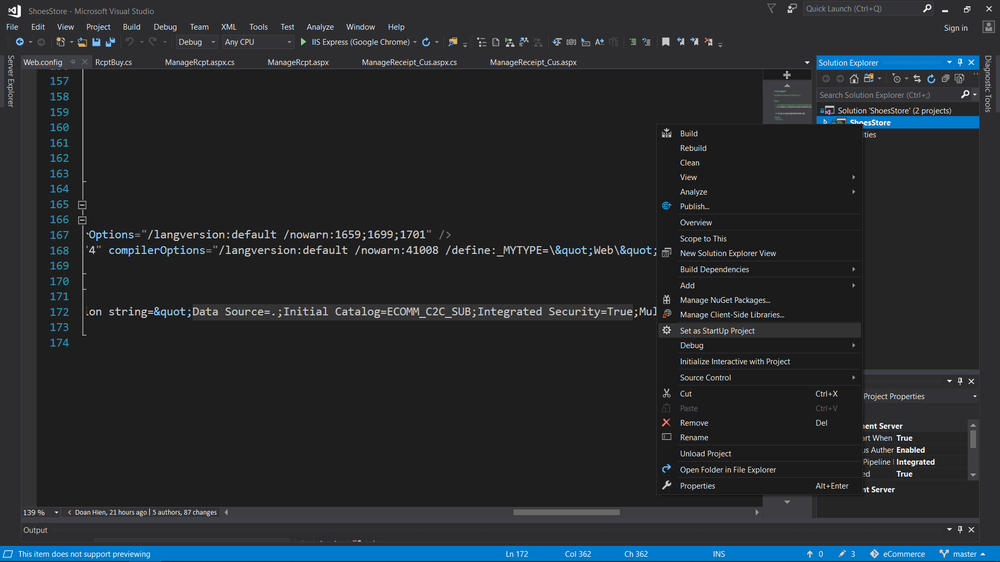 ShoesStore - Microsoft Visual Studio
Quick Launch (Ctrl+Q)
File Edit View Project Build Debug Team XML Tools Test Analyze Window Help
Sign in
Debug Any CPU IIS Express (Google Chrome)
Server Explorer
Web.config RcptBuy.cs ManageRcpt.aspx.cs ManageRcpt.aspx ManageReceipt_Cus.aspx.cs ManageReceipt_Cus.aspx
Solution Explorer
Diagnostic Tools
Search Solution Explorer (Ctrl+;)
Solution 'ShoesStore' (2 projects)
ShoesStore
ities
157
158
159
160
161
162
163
164
165
166
167 rOptions="/langversion:default /nowarn:1659;1699;1701" />
168 "4" compilerOptions="/langversion:default /nowarn:41008 /define:_MYTYPE=\&quot;Web\&quot;
169
170
171
172 ion string=&quot;Data Source=.;Initial Catalog=ECOMM_C2C_SUB;Integrated Security=True;Mul
173
174
Build
Rebuild
Clean
View
Analyze
Publish...
Overview
Scope to This
New Solution Explorer View
Build Dependencies
Add
Manage NuGet Packages...
Manage Client-Side Libraries...
Set as StartUp Project
Debug
Initialize Interactive with Project
Source Control
Cut Ctrl+X
Paste Ctrl+V
Remove Del
Rename
Unload Project
Open Folder in File Explorer
Properties Alt+Enter
Project Properties
nent Server
art When True
us Auther Enabled
Pipeline Integrated
ed True
nt Server
139 % Doan Hien, 21 hours ago | 5 authors, 87 changes
Output
This item does not support previewing
Ln 172 Col 362 Ch 362 INS 0 3 eCommerce master